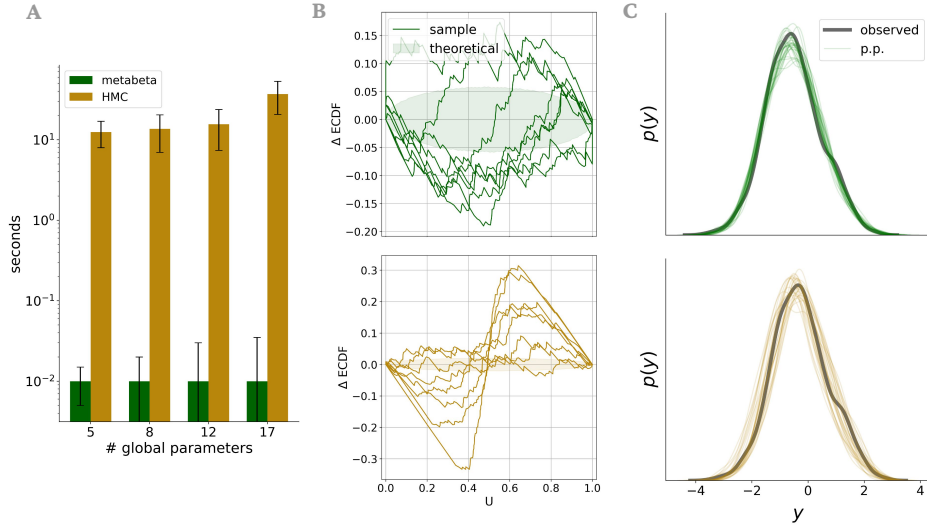 A
metabeta
HMC
10¹
10⁰
10⁻¹
10⁻²
seconds
5 8 12 17
# global parameters
B
sample
theoretical
0.15
0.10
0.05
0.00
−0.05
−0.10
−0.15
−0.20
Δ ECDF
0.3
0.2
0.1
0.0
−0.1
−0.2
−0.3
Δ ECDF
0.0 0.2 0.4 0.6 0.8 1.0
U
C
observed
p.p.
p(y)
p(y)
−4 −2 0 2 4
y